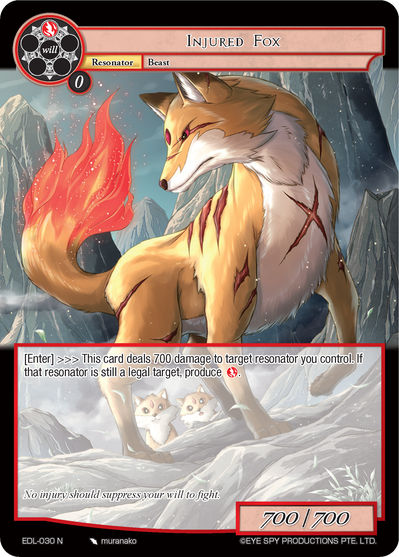 Injured Fox
will
Resonator Beast
0
[Enter] >>> This card deals 700 damage to target resonator you control. If
that resonator is still a legal target, produce .
No injury should suppress your will to fight.
700 / 700
EDL-030 N muranako ©EYE SPY PRODUCTIONS PTE. LTD.